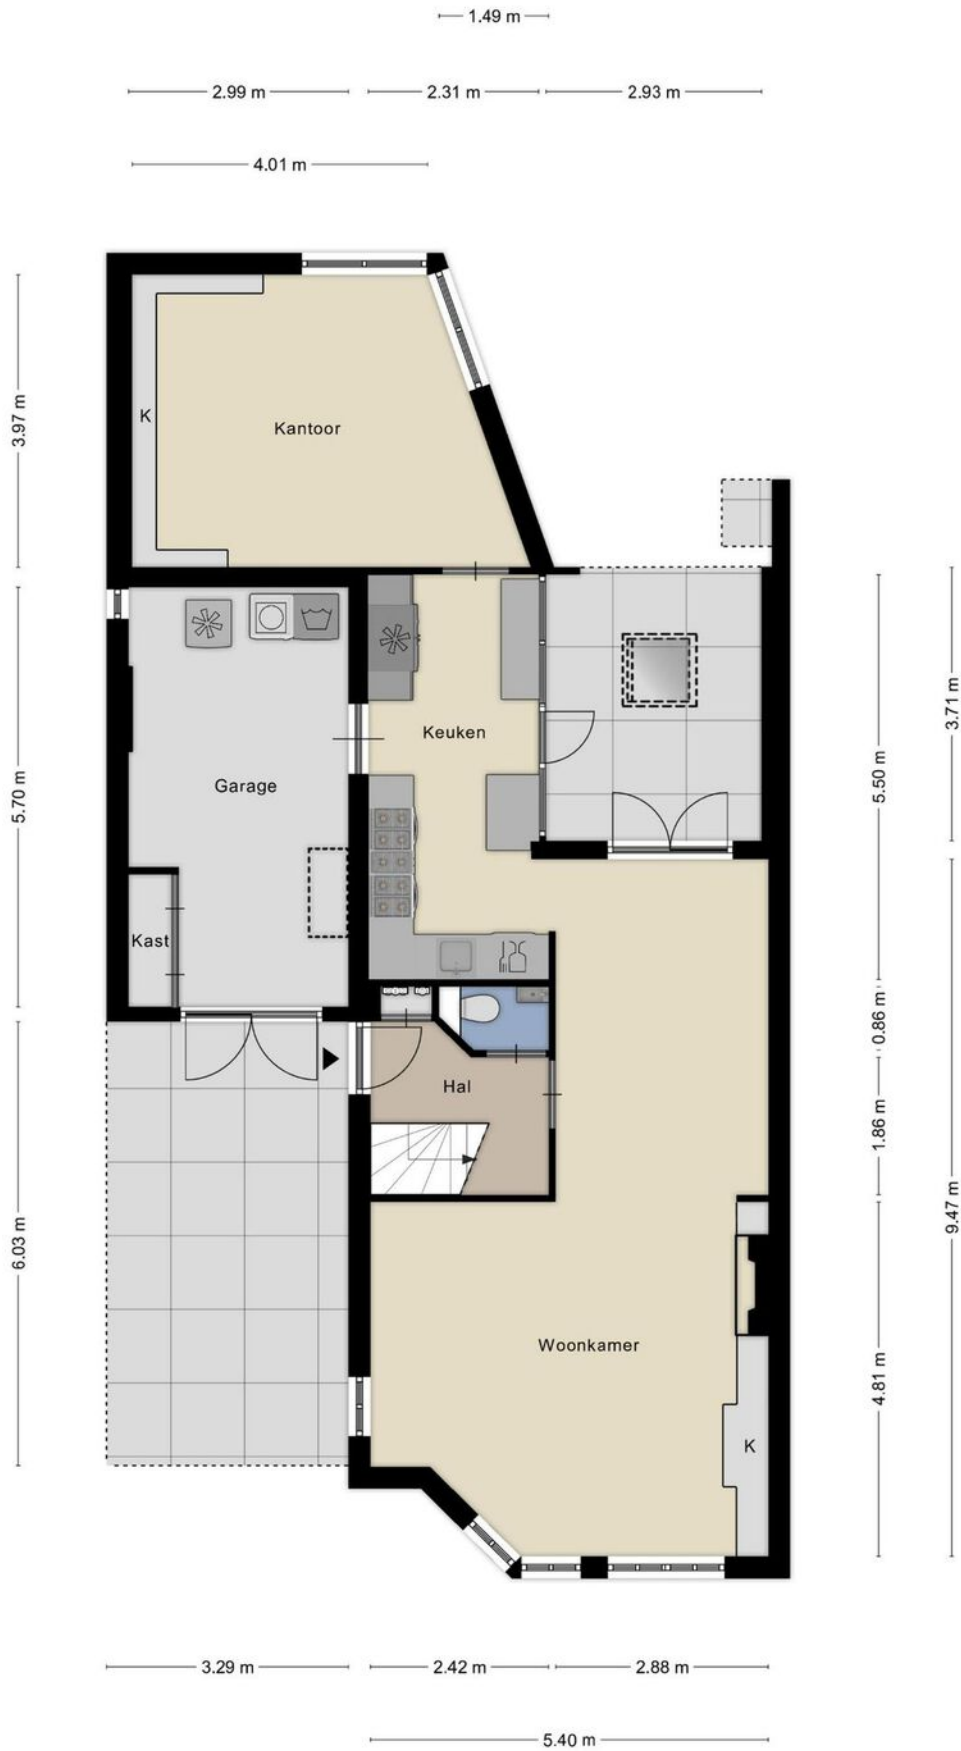 1.49 m
2.99 m
2.31 m
2.93 m
4.01 m
3.97 m
K
Kantoor
3.71 m
5.50 m
5.70 m
Keuken
Garage
Kast
0.86 m
Hal
1.86 m
9.47 m
6.03 m
Woonkamer
4.81 m
K
3.29 m
2.42 m
2.88 m
5.40 m